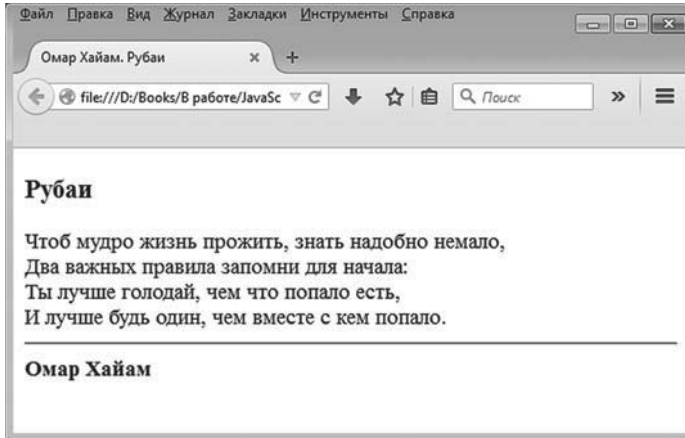 Файл Правка Вид Журнал Закладки Инструменты Справка
Омар Хайам. Рубаи
file:///D:/Books/В работе/JavaSc
Поиск
Рубаи
Чтоб мудро жизнь прожить, знать надобно немало,
Два важных правила запомни для начала:
Ты лучше голодай, чем что попало есть,
И лучше будь один, чем вместе с кем попало.
Омар Хайам